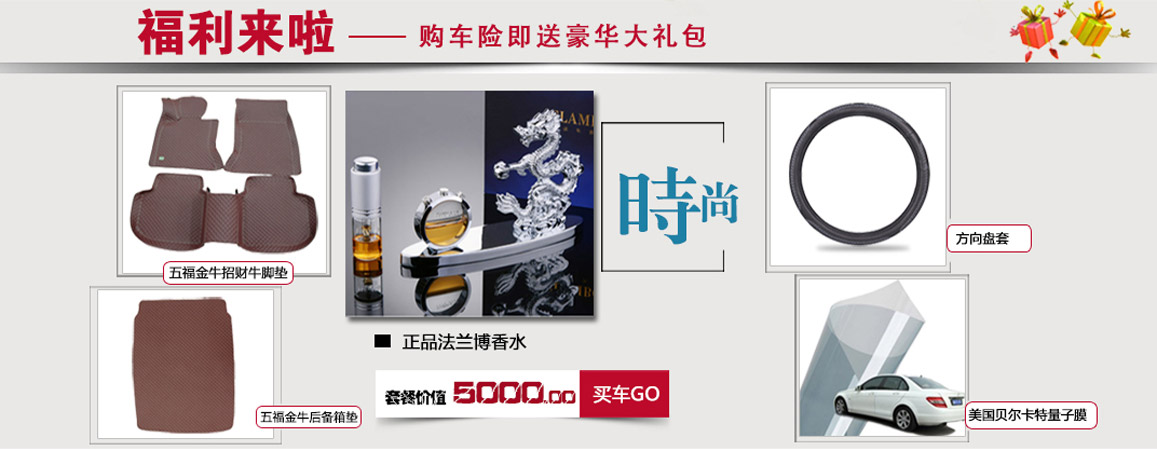 福利来啦
购车险即送豪华大礼包
五福金牛招财牛脚垫
LAMB
時尚
方向盘套
正品法兰博香水
五福金牛后备箱垫
套餐价值 5000.00
买车GO
美国贝尔卡特量子膜